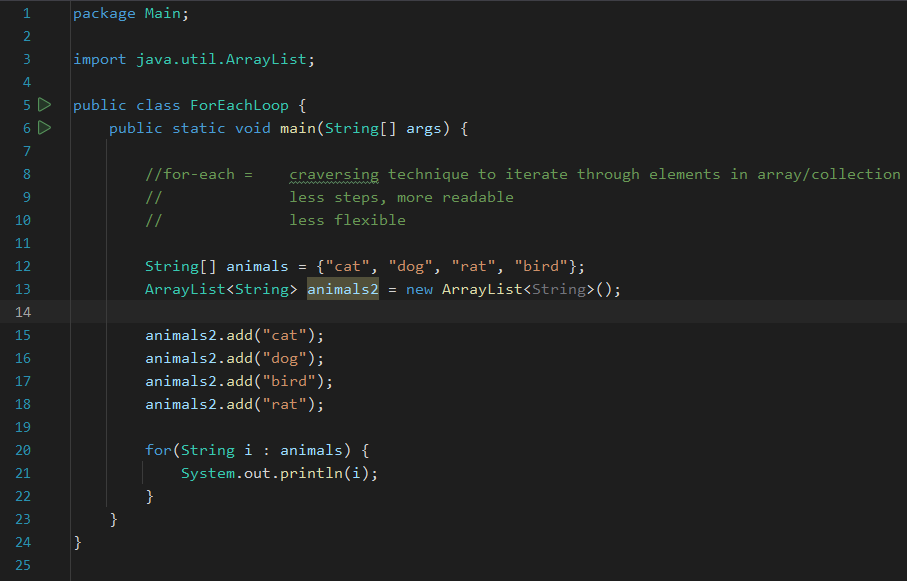 1 package Main;
2
3 import java.util.ArrayList;
4
5 public class ForEachLoop {
6 public static void main(String[] args) {
7
8 //for-each = craversing technique to iterate through elements in array/collection
9 // less steps, more readable
10 // less flexible
11
12 String[] animals = {"cat", "dog", "rat", "bird"};
13 ArrayList<String> animals2 = new ArrayList<String>();
14
15 animals2.add("cat");
16 animals2.add("dog");
17 animals2.add("bird");
18 animals2.add("rat");
19
20 for(String i : animals) {
21 System.out.println(i);
22 }
23 }
24 }
25